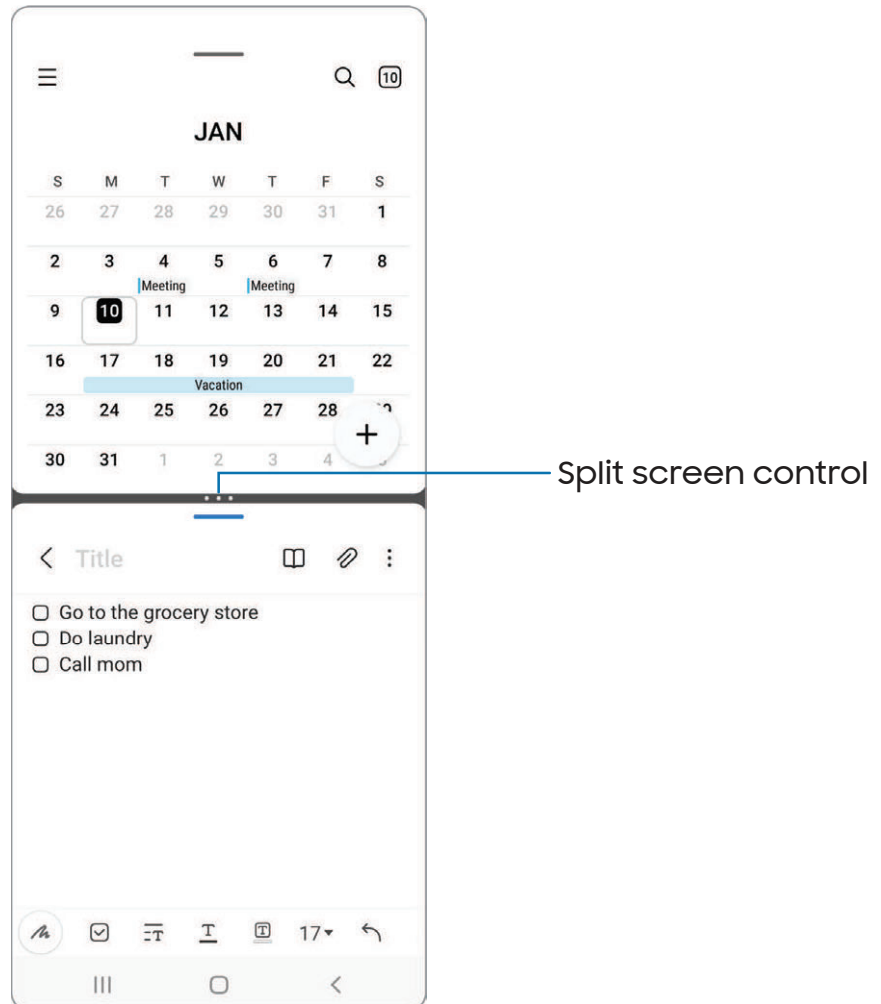 10
JAN
S M T W T F S
26 27 28 29 30 31 1
2 3 4 5 6 7 8
Meeting Meeting
9 10 11 12 13 14 15
16 17 18 19 20 21 22
Vacation
23 24 25 26 27 28
30 31 1 2 3 4
Split screen control
Title
Go to the grocery store
Do laundry
Call mom
17